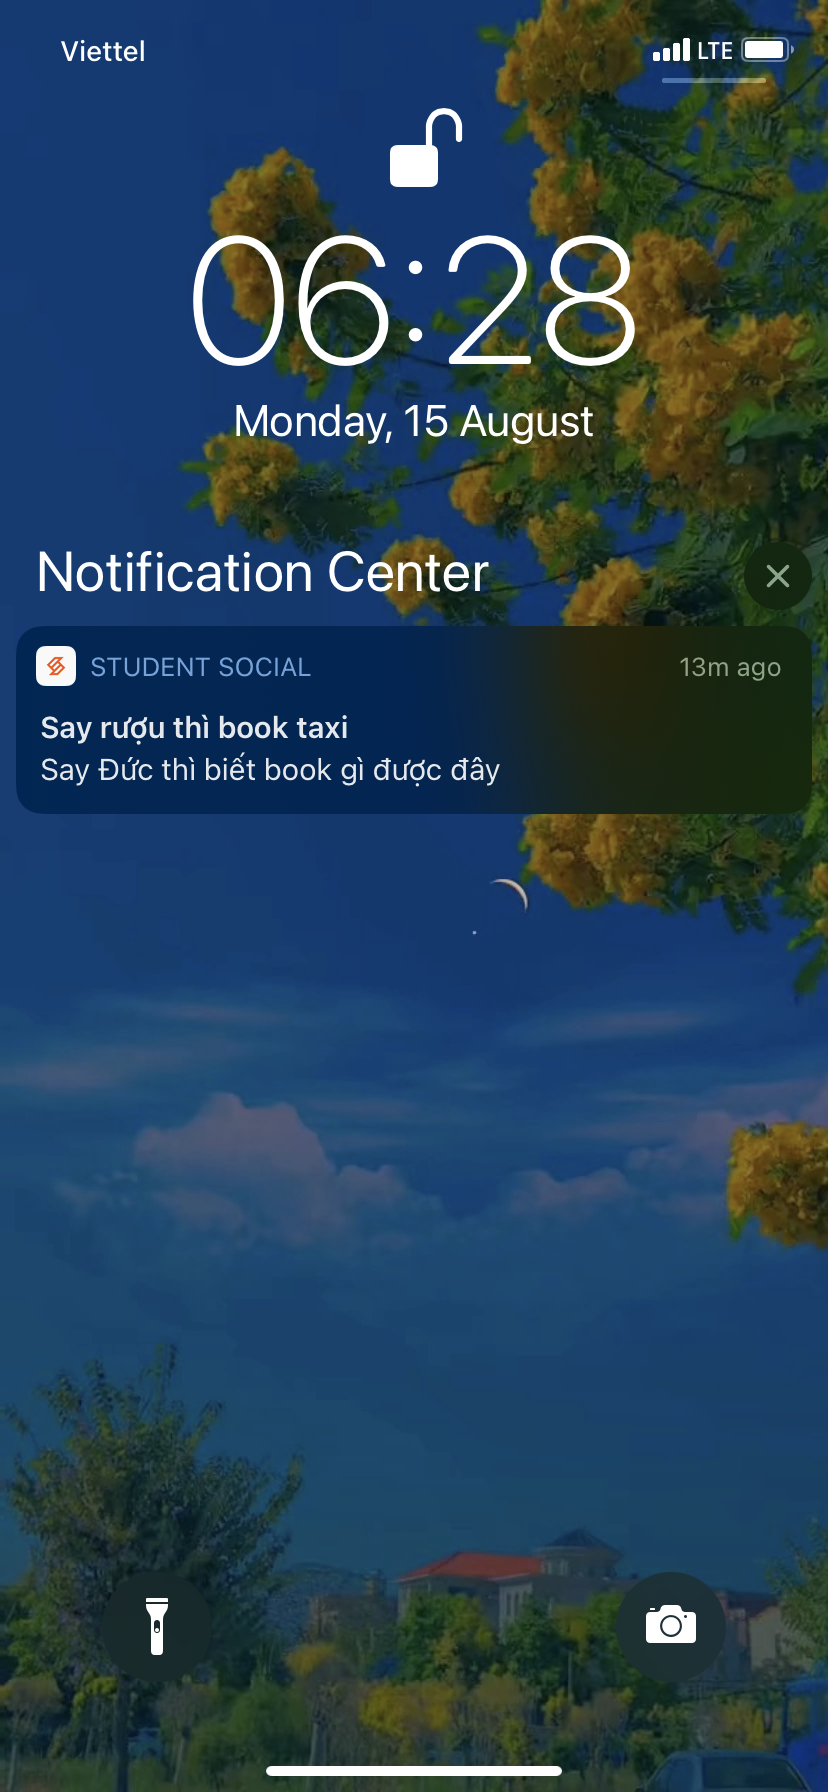 Viettel
LTE
06:28
Monday, 15 August
Notification Center
STUDENT SOCIAL
13m ago
Say rượu thì book taxi
Say Đức thì biết book gì được đây